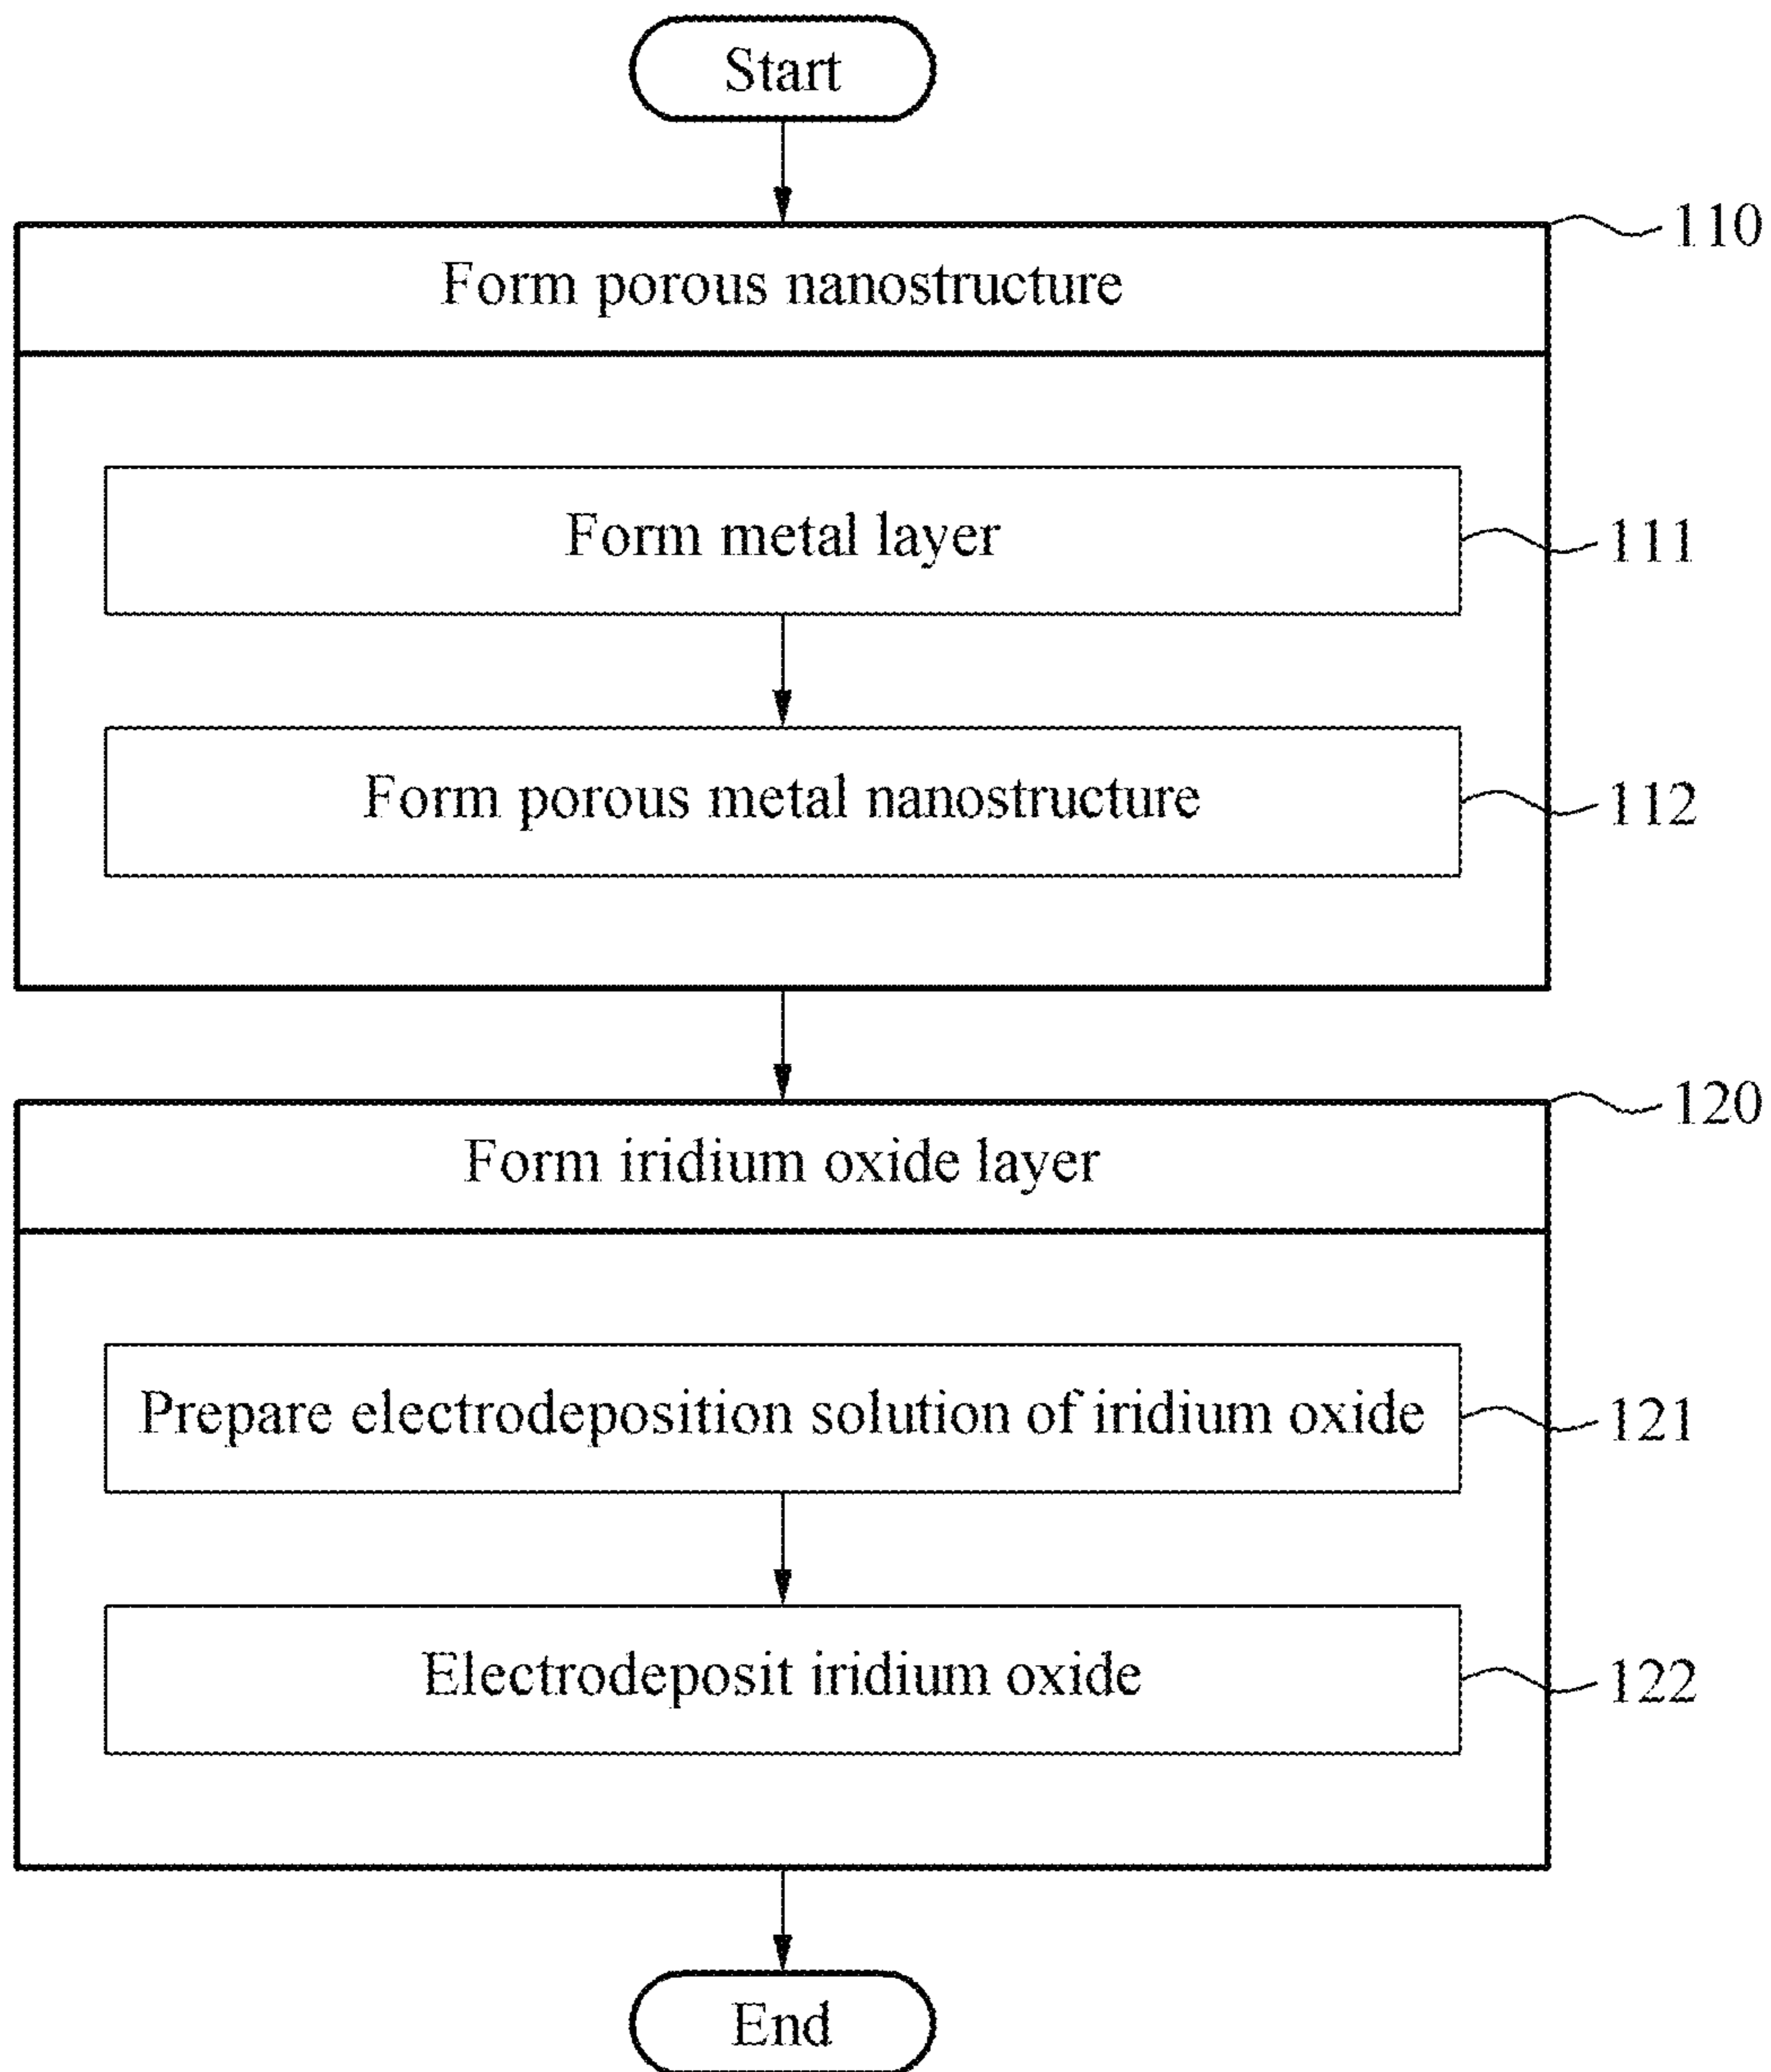 Start
110
Form porous nanostructure
Form metal layer
111
Form porous metal nanostructure
112
120
Form iridium oxide layer
Prepare electrodeposition solution of iridium oxide
121
Electrodeposit iridium oxide
122
End